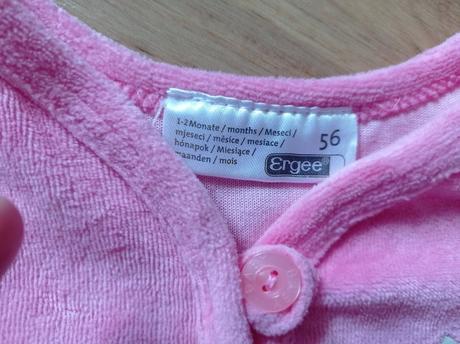 1-2 Monate / months / Meseci /
mjeseci / měsíce / mesiace /
hónapok / Miesiące /
maanden / mois
56
Ergee